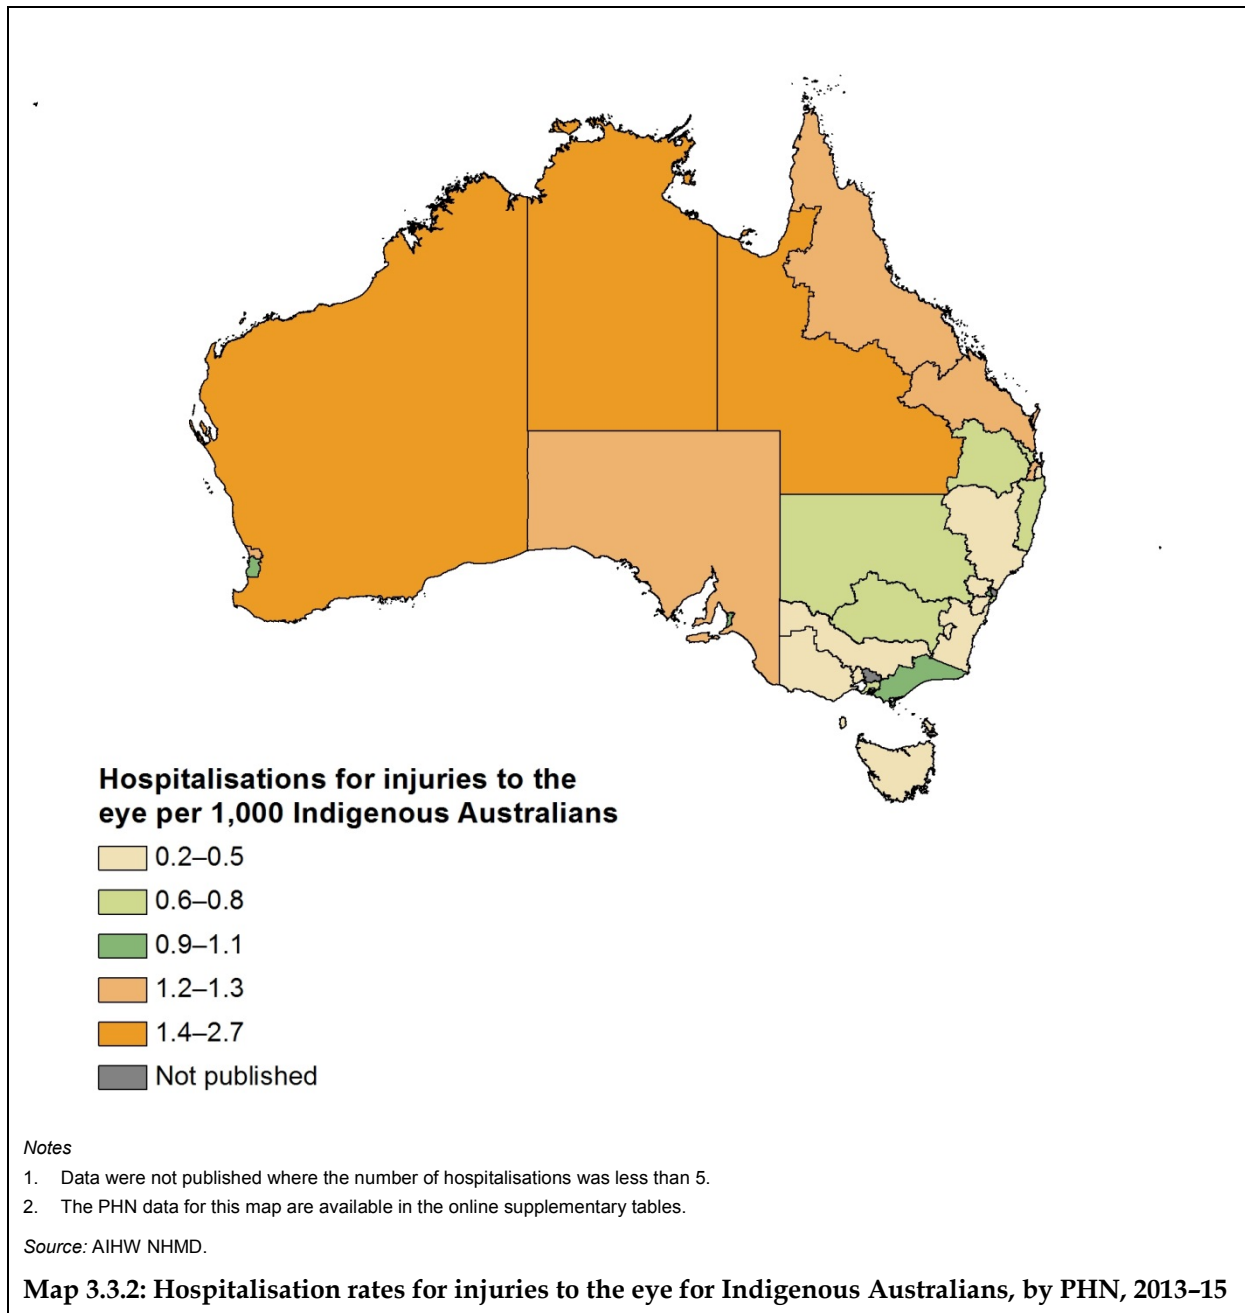 Hospitalisations for injuries to the
eye per 1,000 Indigenous Australians
0.2–0.5
0.6–0.8
0.9–1.1
1.2–1.3
1.4–2.7
Not published
Notes
1. Data were not published where the number of hospitalisations was less than 5.
2. The PHN data for this map are available in the online supplementary tables.
Source: AIHW NHMD.
Map 3.3.2: Hospitalisation rates for injuries to the eye for Indigenous Australians, by PHN, 2013–15